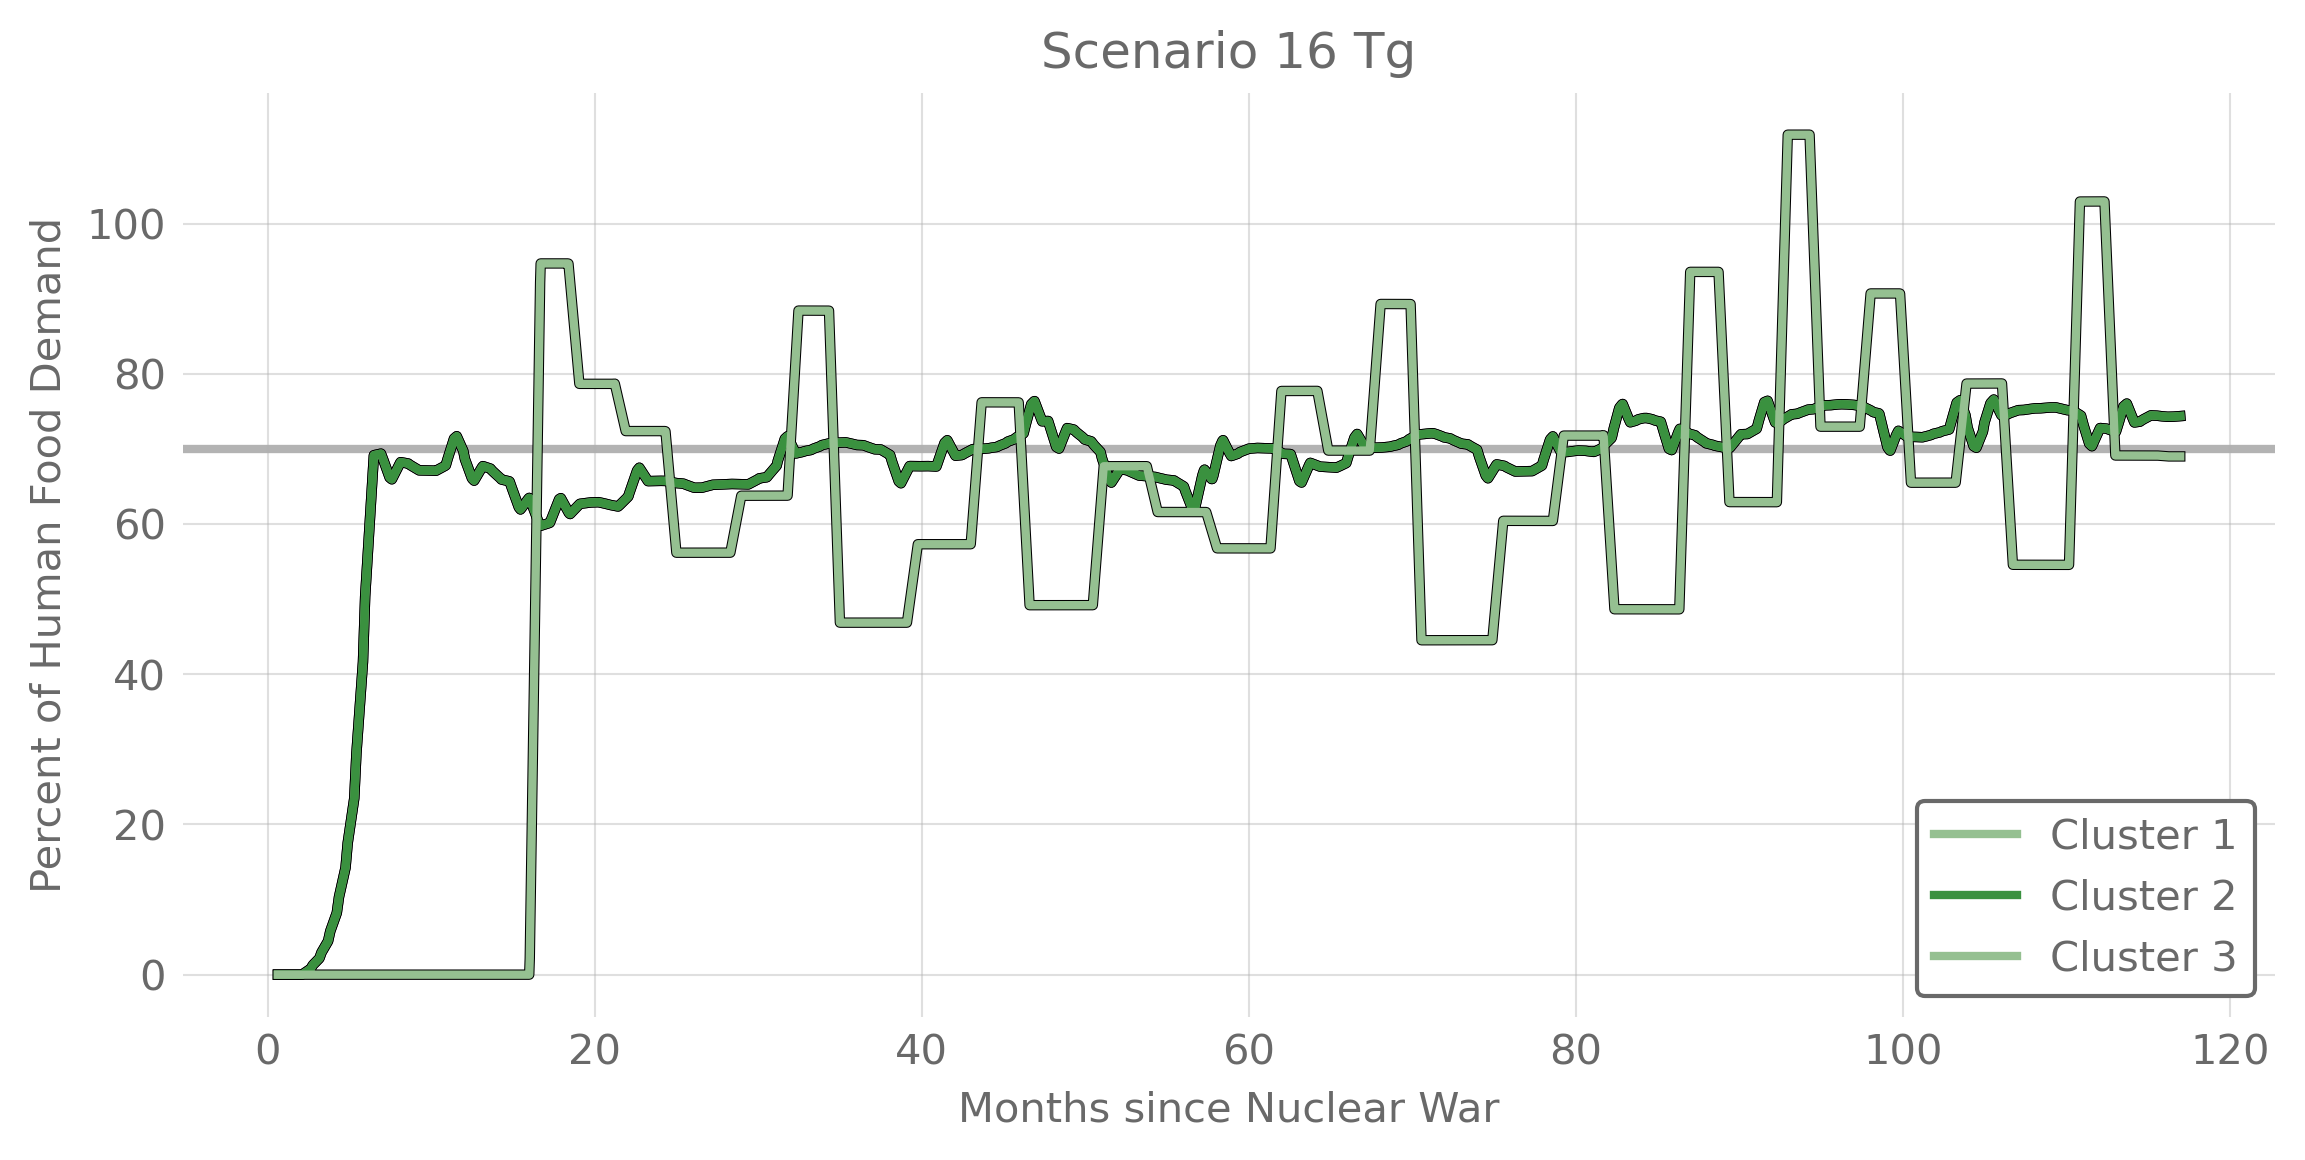 Scenario 16 Tg
Percent of Human Food Demand
100
80
60
40
20
0
0 20 40 60 80 100 120
Months since Nuclear War
Cluster 1
Cluster 2
Cluster 3